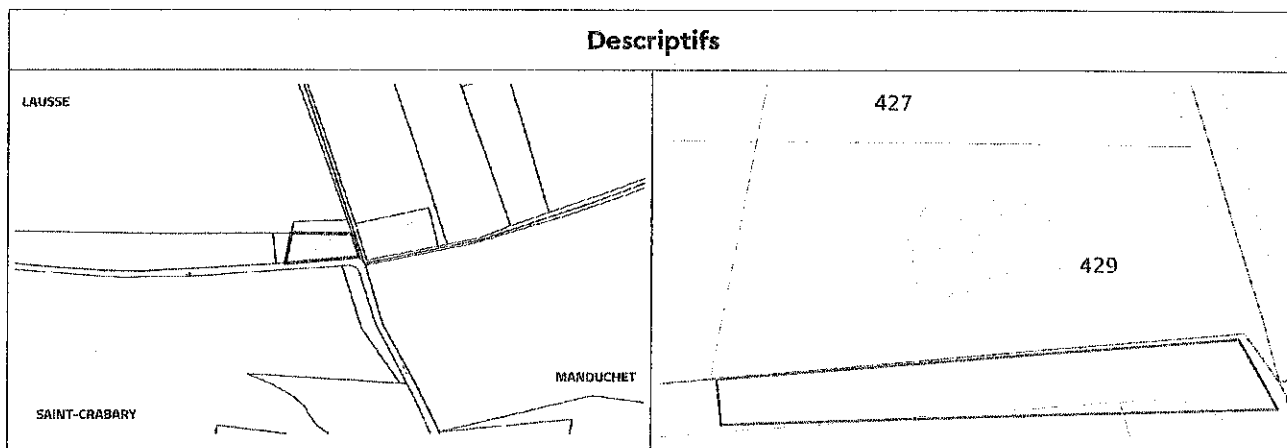 Descriptifs
LAUSSE
MANDUCHET
SAINT-CRABARY
427
429